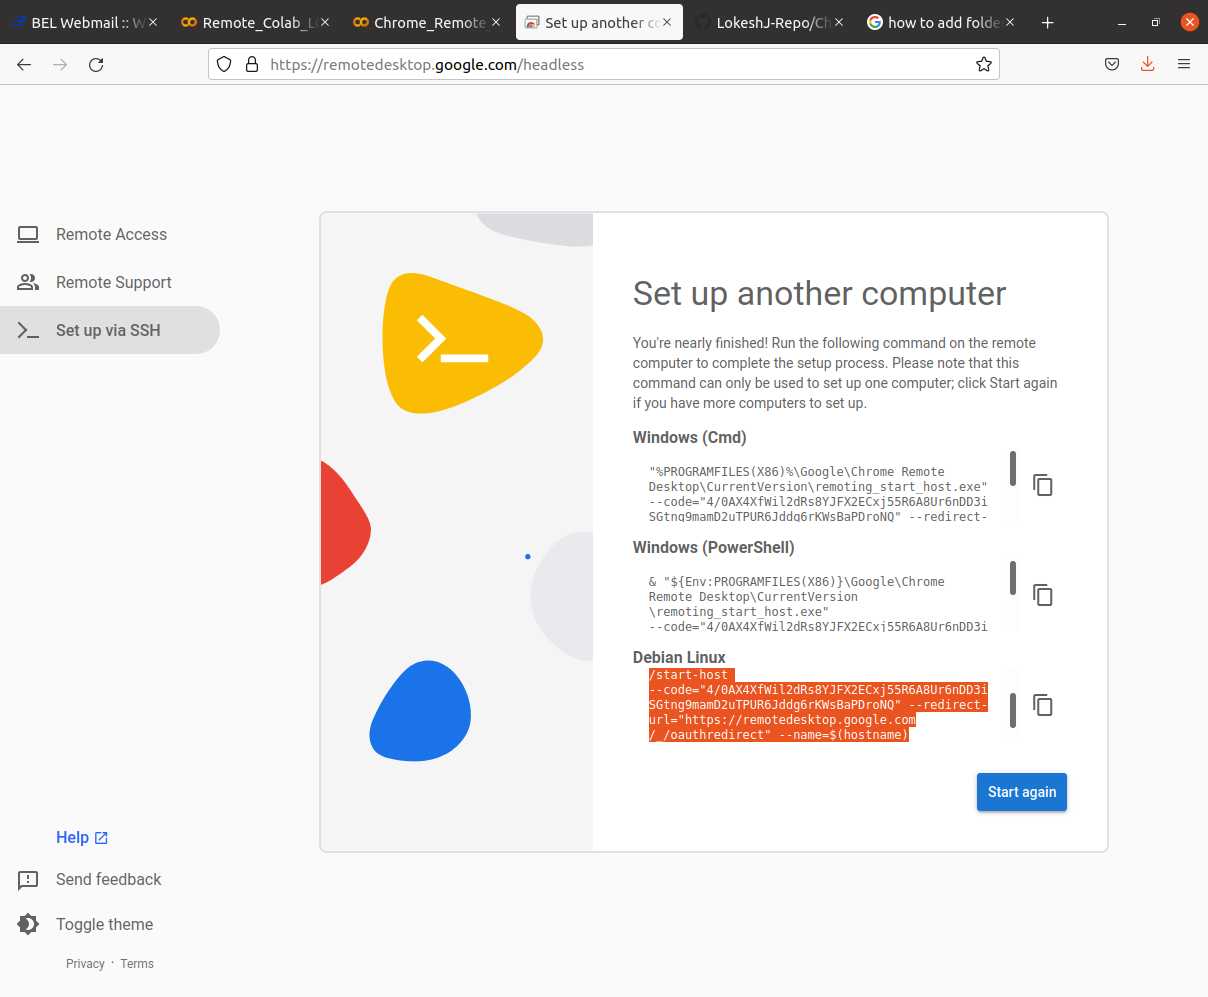 BEL Webmail :: W
Remote_Colab_L
Chrome_Remote_
Set up another co
LokeshJ-Repo/Ch
how to add folde
https://remotedesktop.google.com/headless
Remote Access
Remote Support
Set up via SSH
Set up another computer
You're nearly finished! Run the following command on the remote
computer to complete the setup process. Please note that this
command can only be used to set up one computer; click Start again
if you have more computers to set up.
Windows (Cmd)
"%PROGRAMFILES(X86)%\Google\Chrome Remote
Desktop\CurrentVersion\remoting_start_host.exe"
--code="4/0AX4XfWil2dRs8YJFX2ECxj55R6A8Ur6nDD3i
SGtng9mamD2uTPUR6Jddg6rKWsBaPDroNQ" --redirect-
Windows (PowerShell)
& "${Env:PROGRAMFILES(X86)}\Google\Chrome
Remote Desktop\CurrentVersion
\remoting_start_host.exe"
--code="4/0AX4XfWil2dRs8YJFX2ECxj55R6A8Ur6nDD3i
Debian Linux
/start-host
--code="4/0AX4XfWil2dRs8YJFX2ECxj55R6A8Ur6nDD3i
SGtng9mamD2uTPUR6Jddg6rKWsBaPDroNQ" --redirect-
url="https://remotedesktop.google.com
/_/oauthredirect" --name=$(hostname)
Start again
Help
Send feedback
Toggle theme
Privacy · Terms